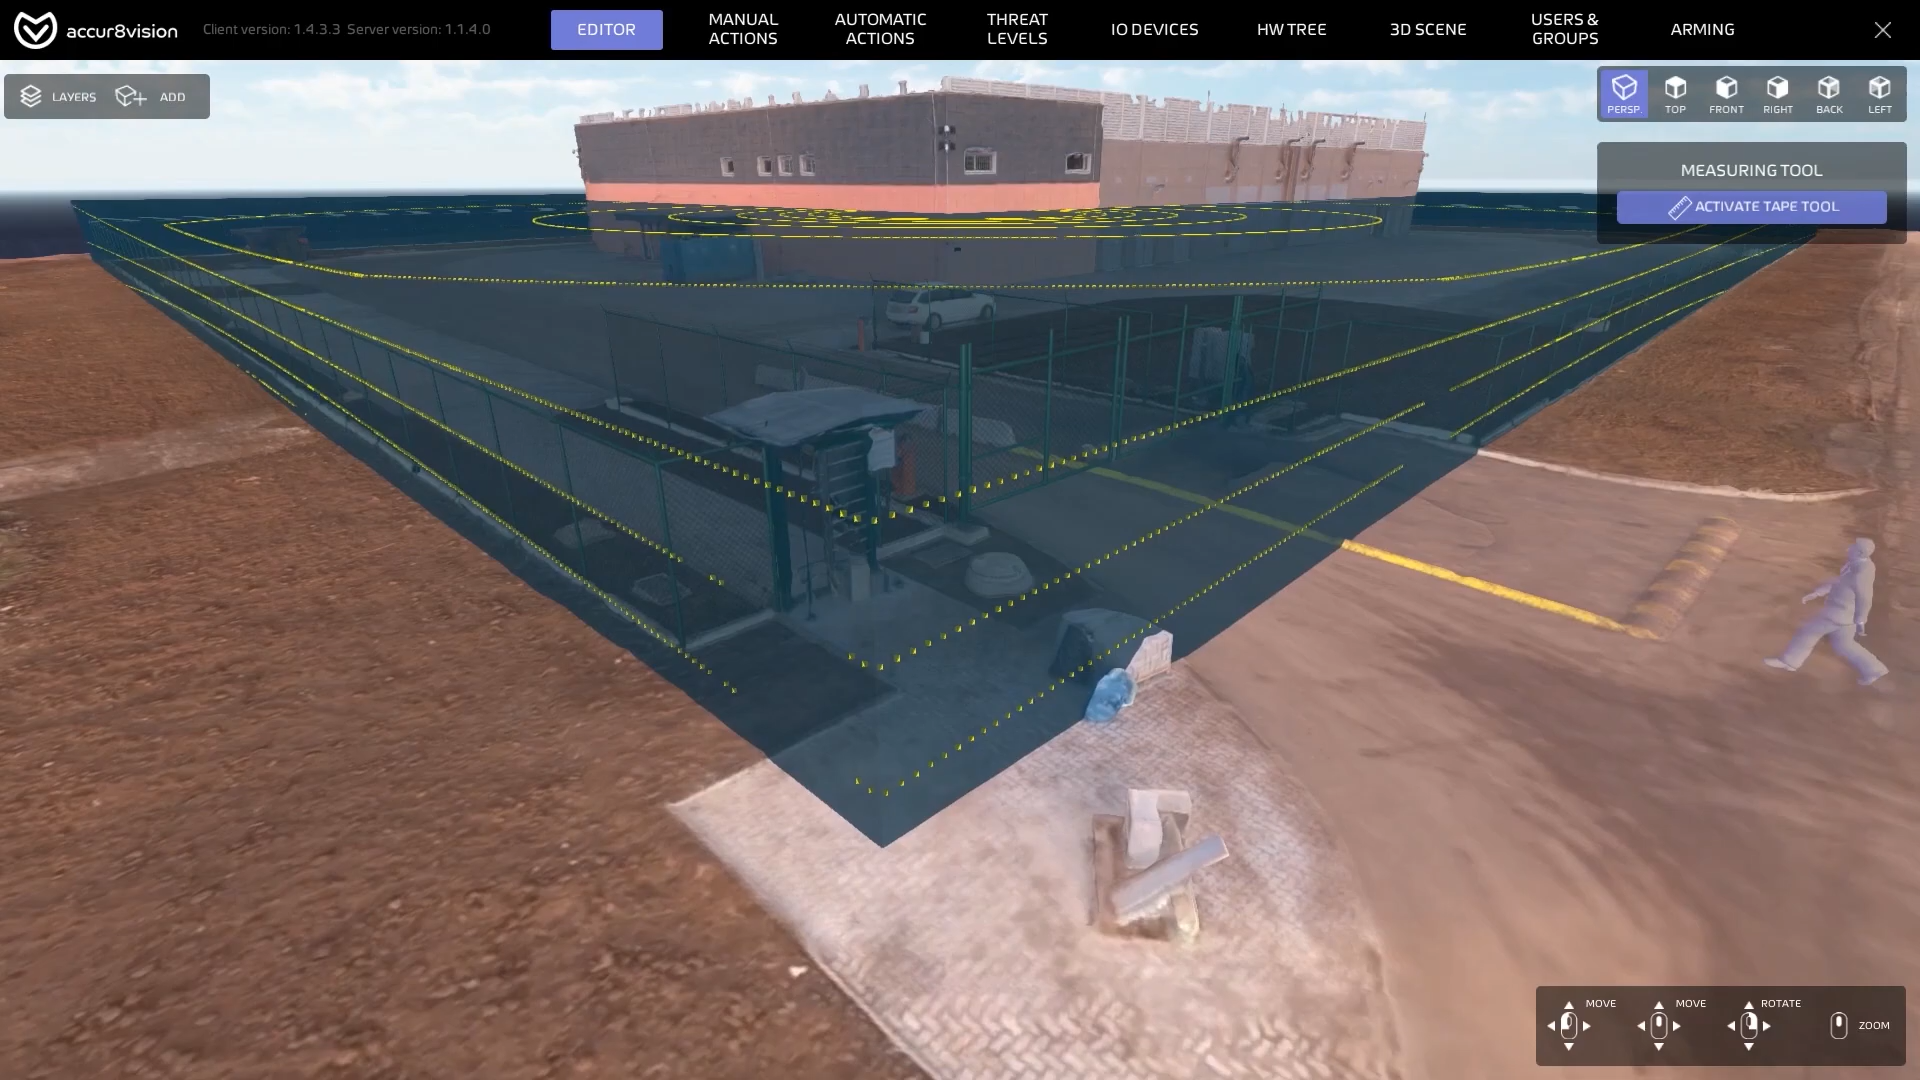 accur8vision
Client version: 1.4.3.3 Server version: 1.1.4.0
EDITOR
MANUAL
ACTIONS
AUTOMATIC
ACTIONS
THREAT
LEVELS
IO DEVICES
HW TREE
3D SCENE
USERS &
GROUPS
ARMING
LAYERS
ADD
PERSP.
TOP
FRONT
RIGHT
BACK
LEFT
MEASURING TOOL
ACTIVATE TAPE TOOL
MOVE
MOVE
ROTATE
ZOOM